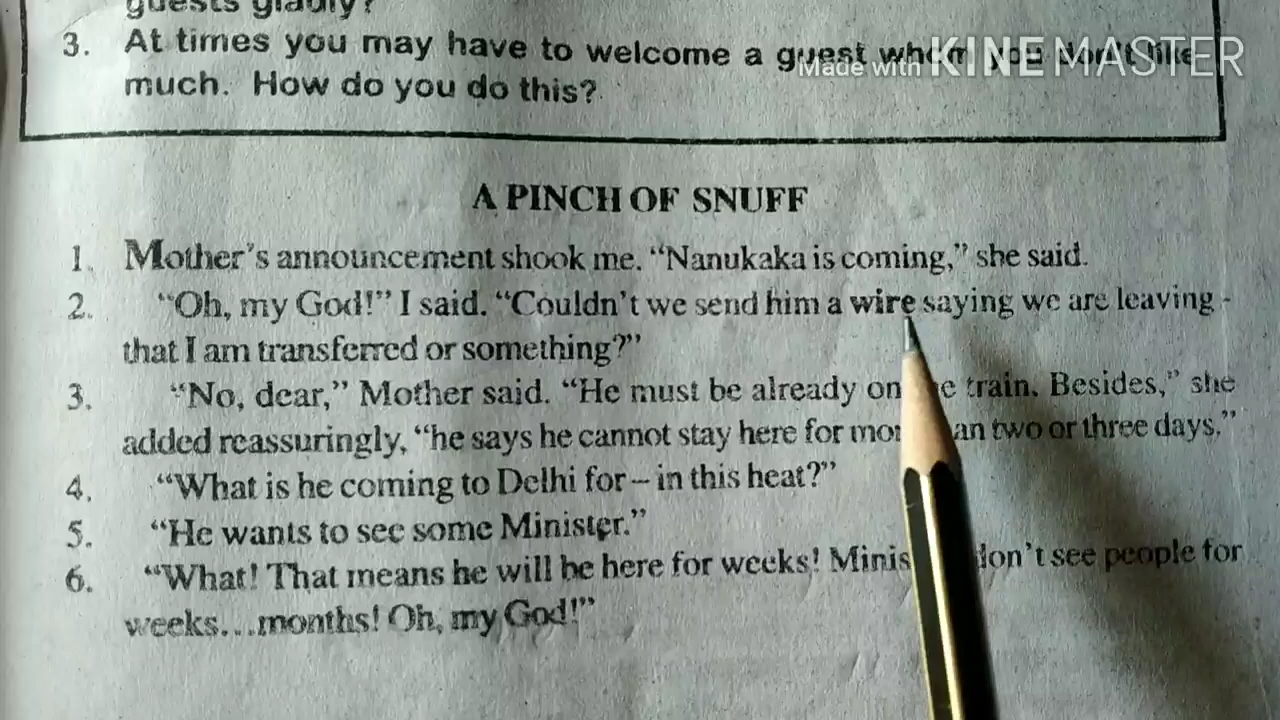 guests gladly?
3. At times you may have to welcome a guest whom you don't like
Made with KINEMASTER
much. How do you do this?
A PINCH OF SNUFF
1. Mother's announcement shook me. “Nanukaka is coming,” she said.
2. “Oh, my God!” I said. “Couldn't we send him a wire saying we are leaving -
that I am transferred or something?”
3. “No, dear,” Mother said. “He must be already on train. Besides,” she
added reassuringly, “he says he cannot stay here for two or three days.”
4. “What is he coming to Delhi for – in this heat?”
5. “He wants to see some Minister.”
6. “What! That means he will be here for weeks! don't see people for
weeks...months! Oh, my God!”